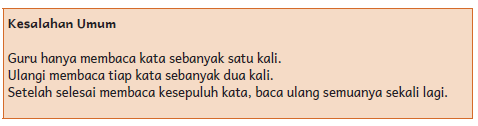 Kesalahan Umum
Guru hanya membaca kata sebanyak satu kali.
Ulangi membaca tiap kata sebanyak dua kali.
Setelah selesai membaca kesepuluh kata, baca ulang semuanya sekali lagi.